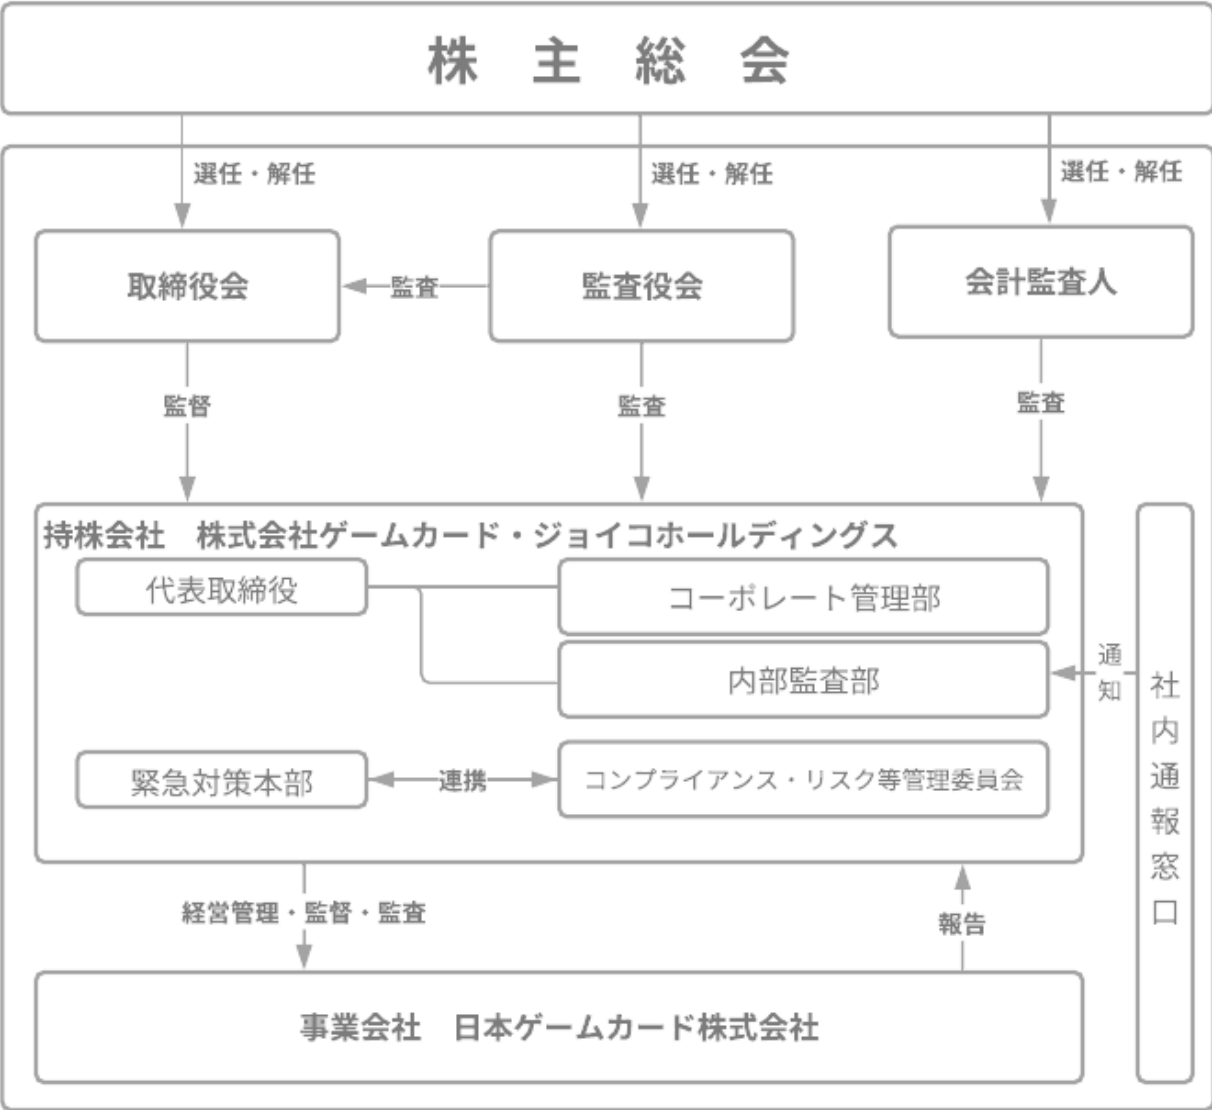 株 主 総 会
選任・解任
選任・解任
選任・解任
取締役会
監査
監査役会
会計監査人
監督
監査
監査
持株会社　株式会社ゲームカード・ジョイコホールディングス
代表取締役
コーポレート管理部
内部監査部
通知
社内通報窓口
緊急対策本部
連携
コンプライアンス・リスク等管理委員会
経営管理・監督・監査
報告
事業会社　日本ゲームカード株式会社